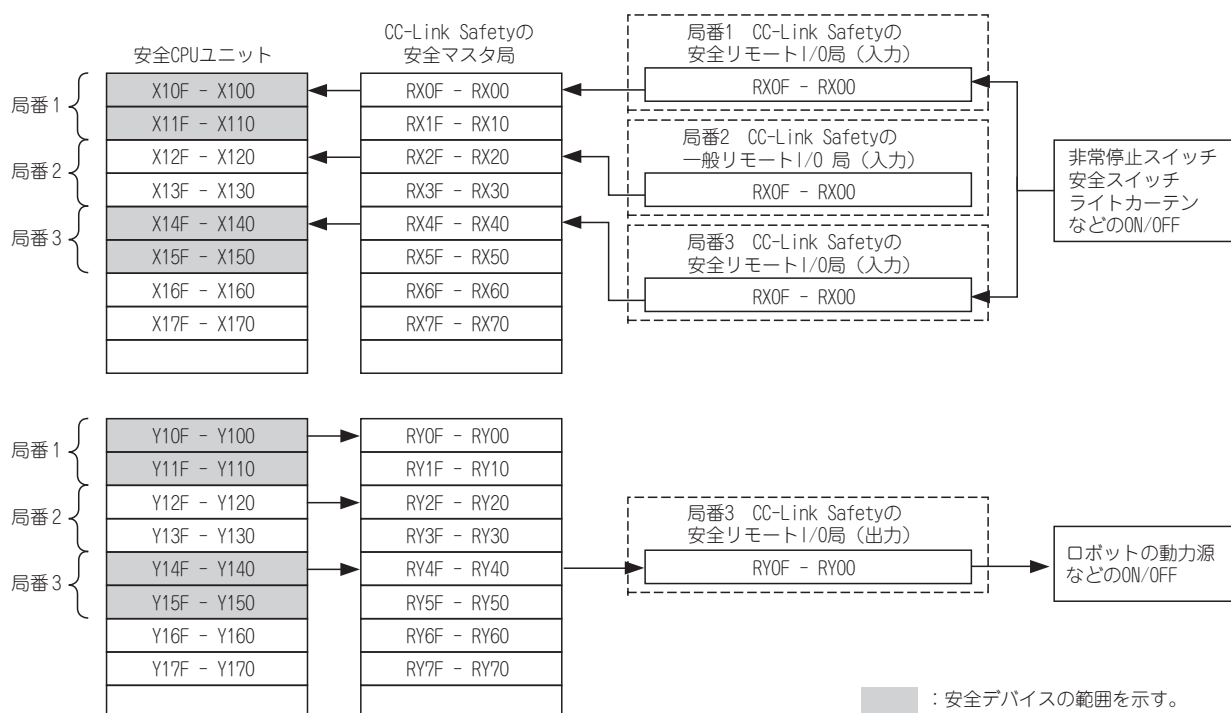 安全CPUユニット
CC-Link Safetyの
安全マスタ局
局番1 CC-Link Safetyの
安全リモートI/O局（入力）
局番1
X10F - X100
RX0F - RX00
RX0F - RX00
X11F - X110
RX1F - RX10
局番2 CC-Link Safetyの
一般リモートI/O 局（入力）
局番2
X12F - X120
RX2F - RX20
X13F - X130
RX3F - RX30
RX0F - RX00
非常停止スイッチ
安全スイッチ
ライトカーテン
などのON/OFF
局番3
X14F - X140
RX4F - RX40
局番3 CC-Link Safetyの
安全リモートI/O局（入力）
X15F - X150
RX5F - RX50
X16F - X160
RX6F - RX60
RX0F - RX00
X17F - X170
RX7F - RX70
局番1
Y10F - Y100
RY0F - RY00
Y11F - Y110
RY1F - RY10
局番2
Y12F - Y120
RY2F - RY20
Y13F - Y130
RY3F - RY30
局番3 CC-Link Safetyの
安全リモートI/O局（出力）
局番3
Y14F - Y140
RY4F - RY40
RY0F - RY00
ロボットの動力源
などのON/OFF
Y15F - Y150
RY5F - RY50
Y16F - Y160
RY6F - RY60
Y17F - Y170
RY7F - RY70
：安全デバイスの範囲を示す。